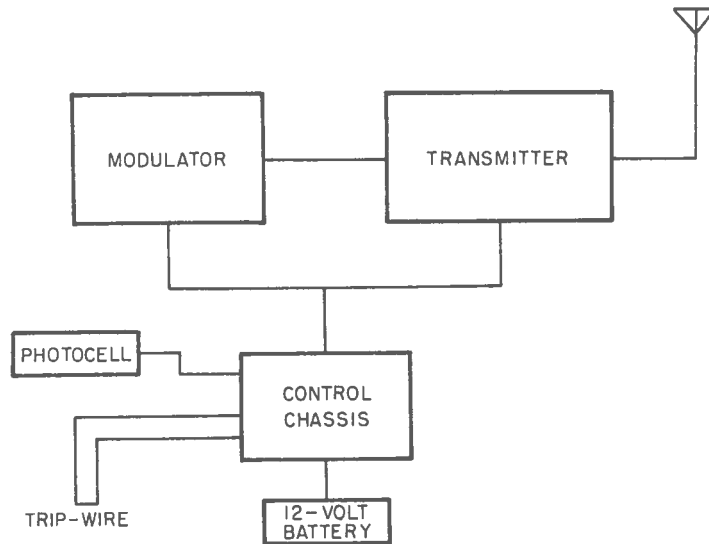 MODULATOR
TRANSMITTER
PHOTOCELL
CONTROL
CHASSIS
TRIP-WIRE
12-VOLT
BATTERY